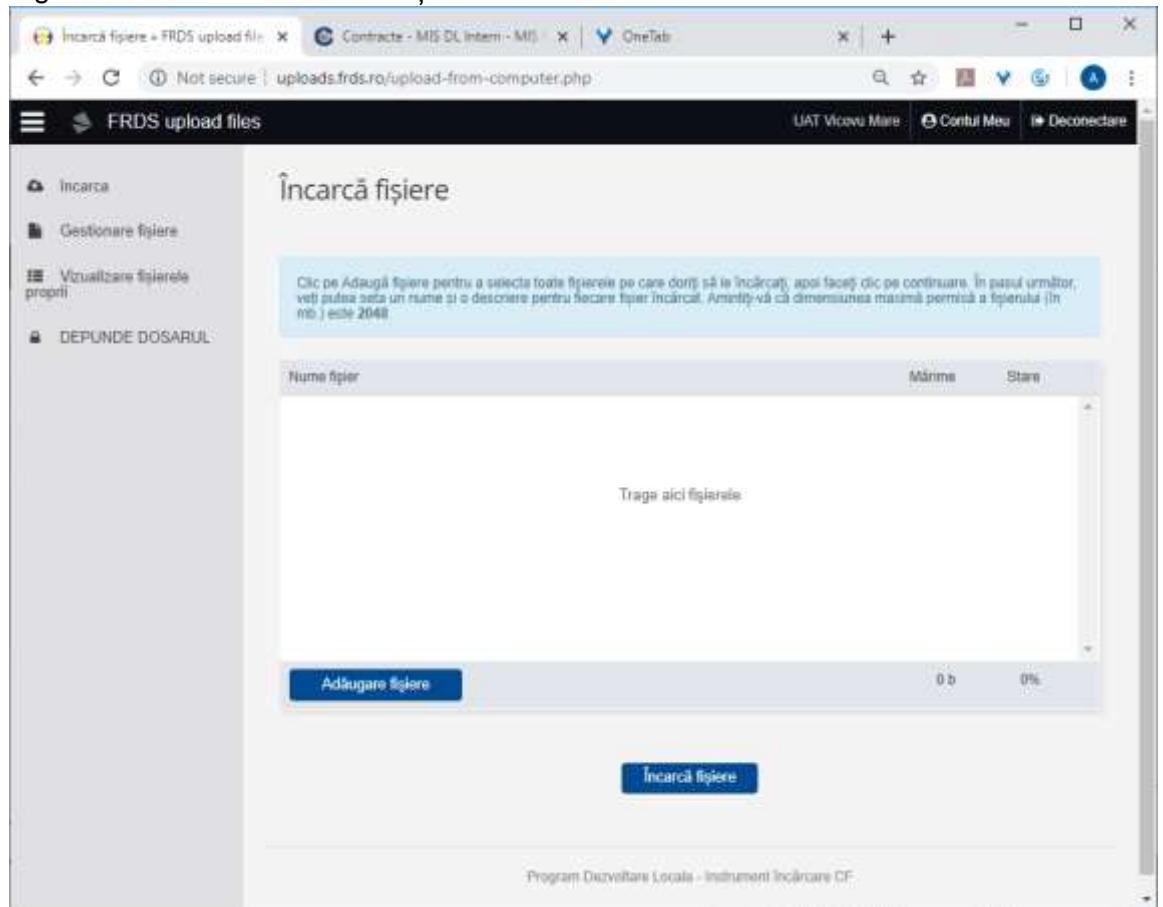 Încarcă fișiere » FRDS upload file
Contracte - MIS DL Intern - MIS
OneTab
Not secure | uploads.frds.ro/upload-from-computer.php
A
FRDS upload files
UAT Vicovu Mare
Contul Meu
Deconectare
Incarca
Gestionare fișiere
Vizualizare fișierele
proprii
DEPUNDE DOSARUL
Încarcă fișiere
Clic pe Adaugă fișiere pentru a selecta toate fișierele pe care doriți să le încărcați, apoi faceți clic pe continuare. În pasul următor,
veți putea seta un nume și o descriere pentru fiecare fișier încărcat. Amintiți-vă că dimensiunea maximă permisă a fișierului (în
mb.) este 2048
Nume fișier
Mărime
Stare
Trage aici fișierele
Adăugare fișiere
0 b
0%
Încarcă fișiere
Program Dezvoltare Locala - Instrument Încărcare CF